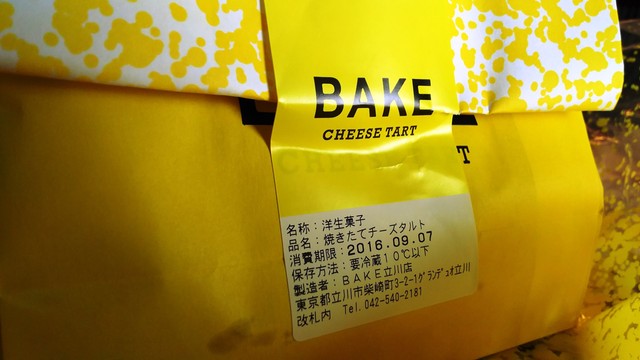 BAKE
CHEESE TART
T
名称：洋生菓子
品名：焼きたてチーズタルト
消費期限：2016.09.07
保存方法：要冷蔵10℃以下
製造者：BAKE立川店
東京都立川市柴崎町3-2-1グランデュオ立川
改札内 Tel.042-540-2181